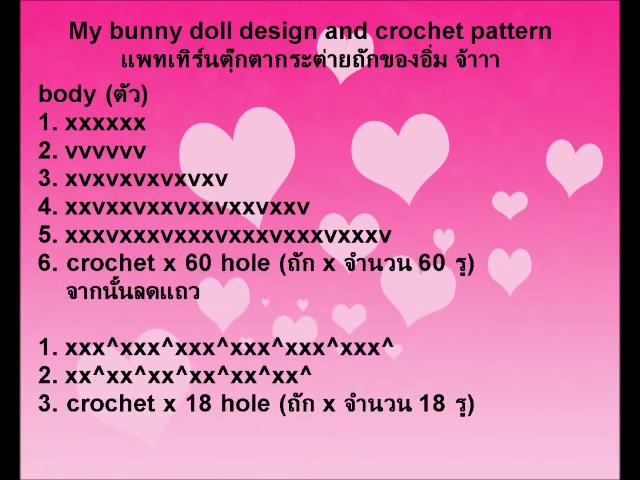 My bunny doll design and crochet pattern
แพทเทิร์นตุ๊กตากระต่ายถักของอิ่ม จ้าาา
body (ตัว)
1. xxxxxx
2. vvvvvv
3. xvxvxvxvxvxv
4. xxvxxvxxvxxvxxvxxv
5. xxxvxxxvxxxvxxxvxxxvxxxv
6. crochet x 60 hole (ถัก x จำนวน 60 รู)
จากนั้นลดแถว
1. xxx^xxx^xxx^xxx^xxx^xxx^
2. xx^xx^xx^xx^xx^xx^
3. crochet x 18 hole (ถัก x จำนวน 18 รู)